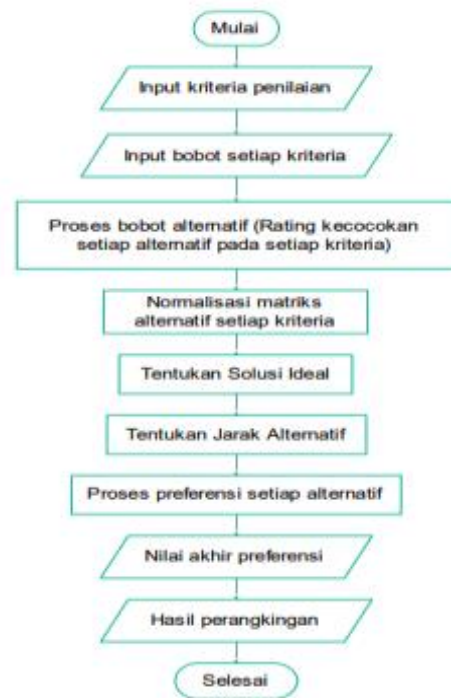 Mulai
Input kriteria penilaian
Input bobot setiap kriteria
Proses bobot alternatif (Rating kecocokan
setiap alternatif pada setiap kriteria)
Normalisasi matriks
alternatif setiap kriteria
Tentukan Solusi Ideal
Tentukan Jarak Alternatif
Proses preferensi setiap alternatif
Nilai akhir preferensi
Hasil perangkingan
Selesai